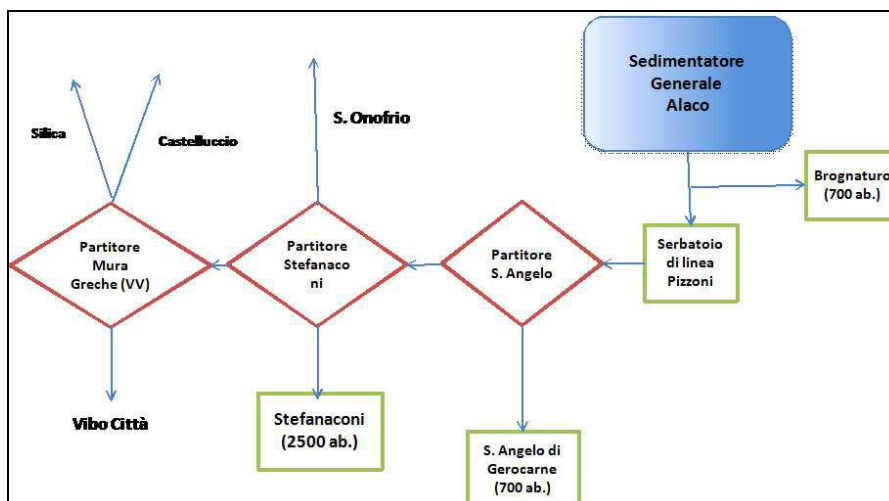 Sedimentatore
Generale
Alaco
S. Onofrio
Silica
Castelluccio
Brognaturo
(700 ab.)
Partitore
Mura
Greche (VV)
Partitore
Stefanaco
ni
Partitore
S. Angelo
Serbatoio
di linea
Pizzoni
Vibo Città
Stefanaconi
(2500 ab.)
S. Angelo di
Gerocarne
(700 ab.)